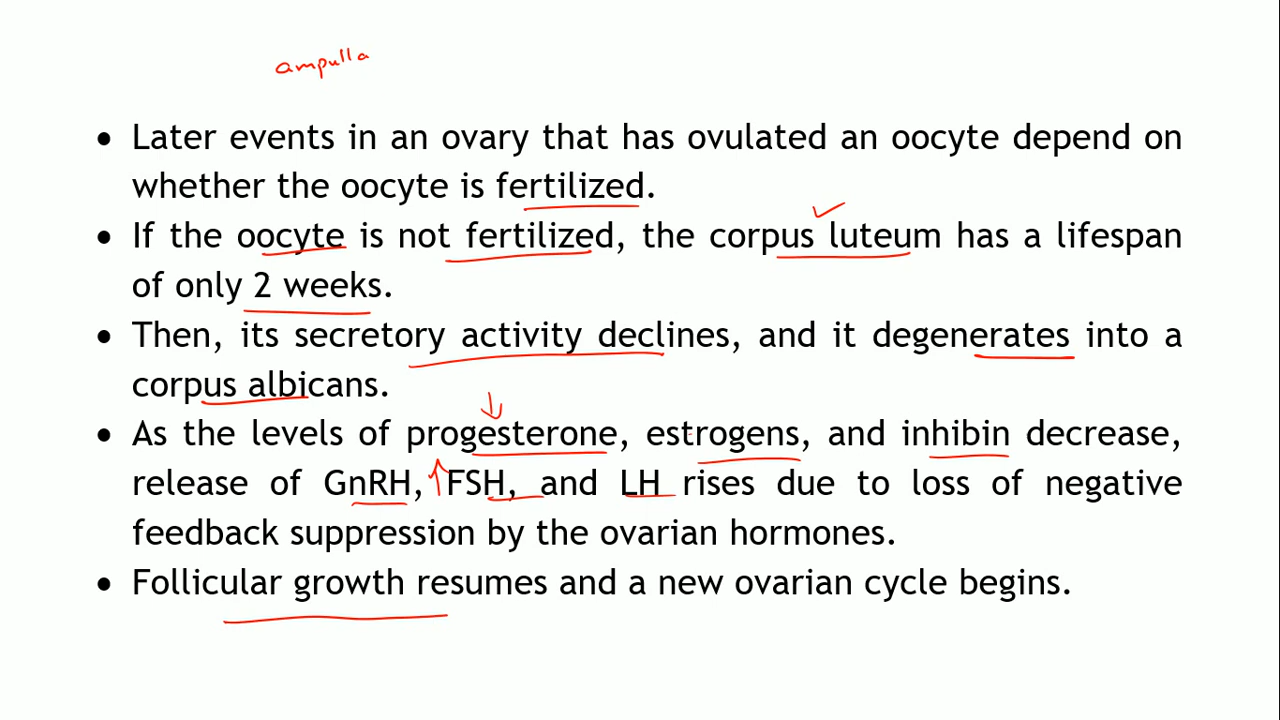 ampulla
• Later events in an ovary that has ovulated an oocyte depend on
whether the oocyte is fertilized.
• If the oocyte is not fertilized, the corpus luteum has a lifespan
of only 2 weeks.
• Then, its secretory activity declines, and it degenerates into a
corpus albicans.
• As the levels of progesterone, estrogens, and inhibin decrease,
release of GnRH, FSH, and LH rises due to loss of negative
feedback suppression by the ovarian hormones.
• Follicular growth resumes and a new ovarian cycle begins.